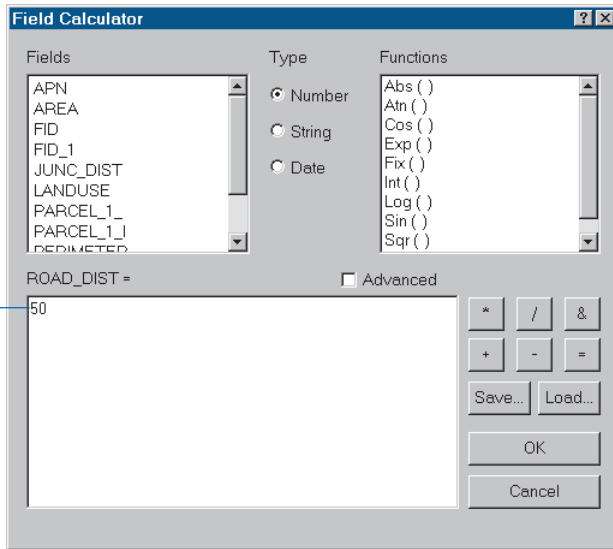 Field Calculator
Fields
Type
Functions
APN
AREA
FID
FID_1
JUNC_DIST
LANDUSE
PARCEL_1_
PARCEL_1_I
PERIMETER
Number
String
Date
Abs ( )
Atn ( )
Cos ( )
Exp ( )
Fix ( )
Int ( )
Log ( )
Sin ( )
Sqr ( )
ROAD_DIST =
Advanced
50
* / &
+ - =
Save... Load...
OK
Cancel